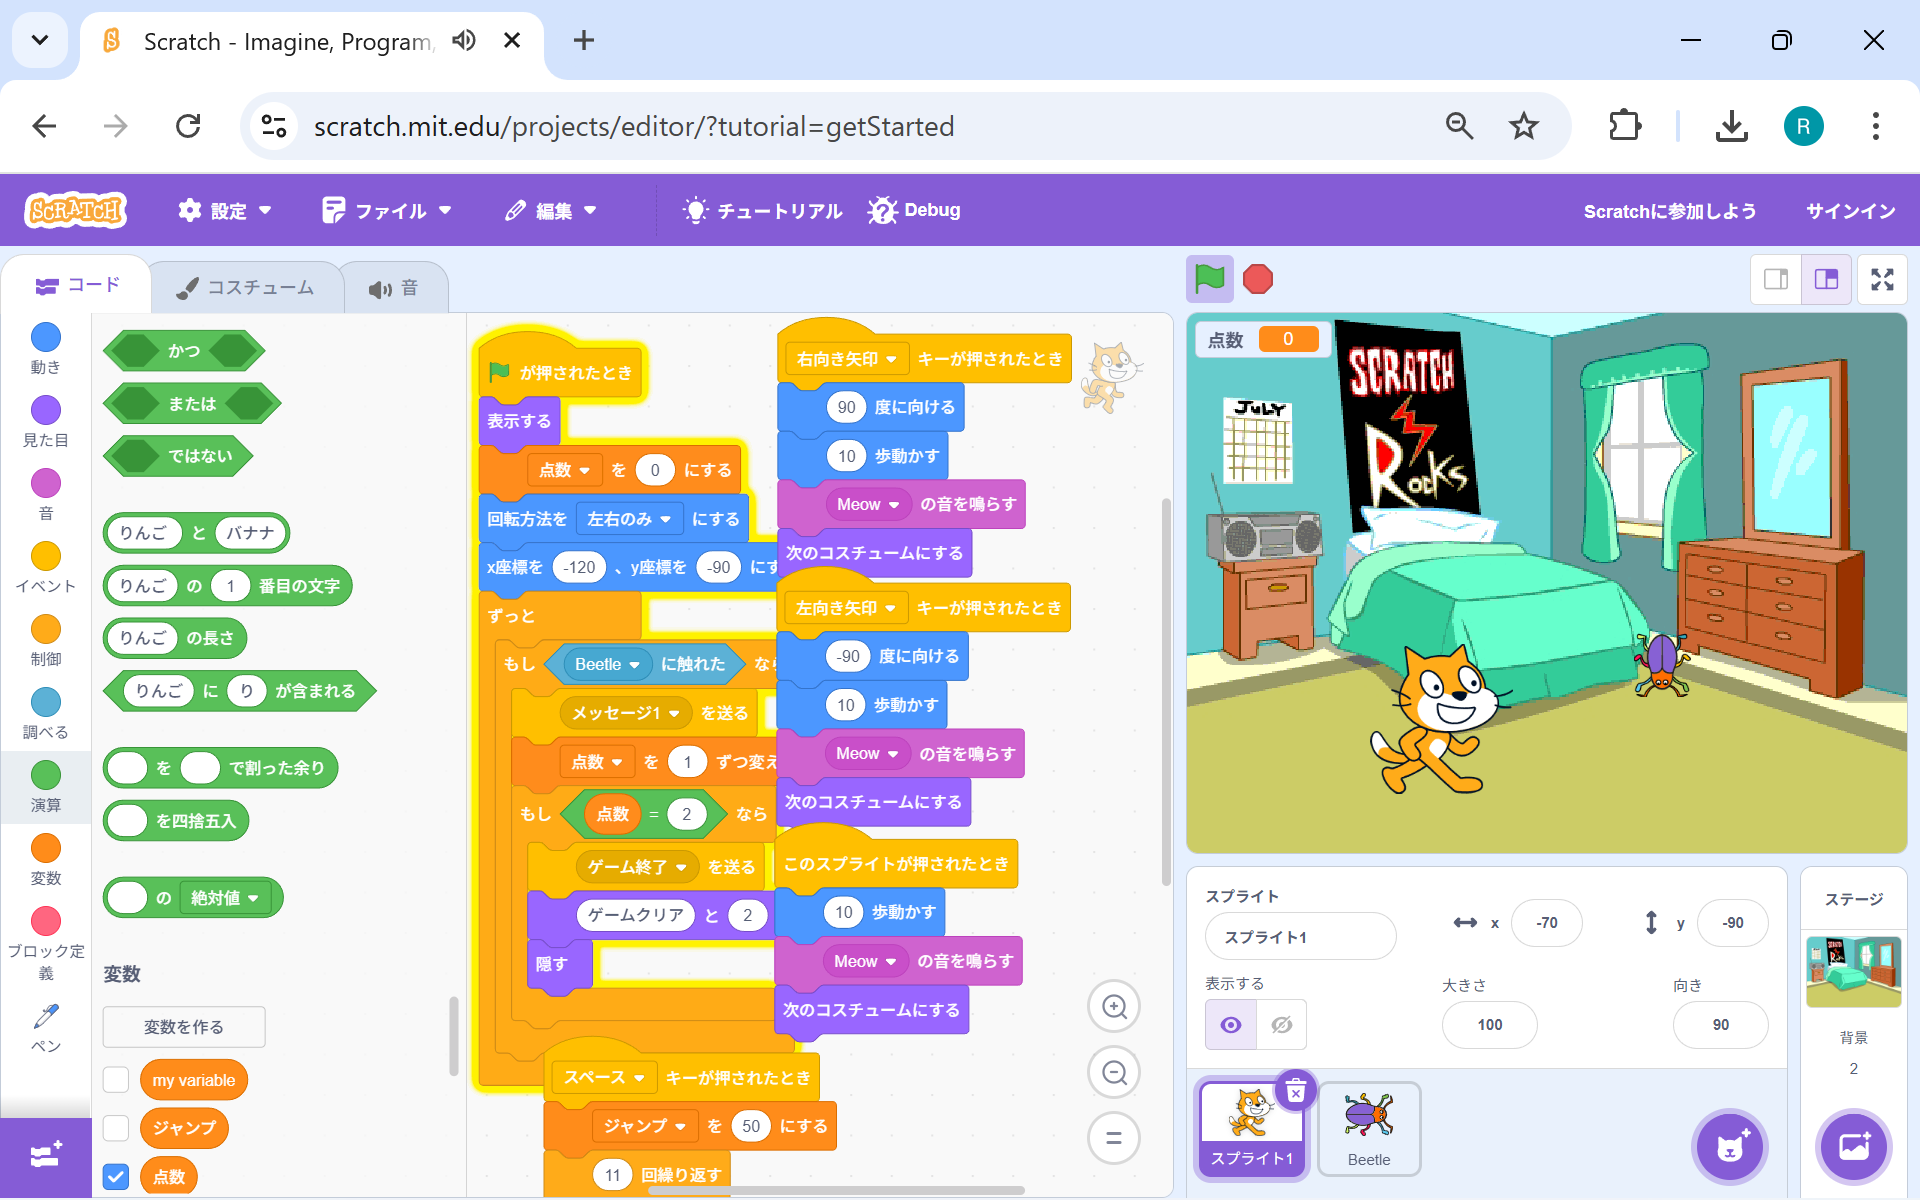 Scratch - Imagine, Program,
scratch.mit.edu/projects/editor/?tutorial=getStarted
R
SCRATCH
設定
ファイル
編集
チュートリアル
Debug
Scratchに参加しよう
サインイン
コード
コスチューム
音
動き
見た目
音
イベント
制御
調べる
演算
変数
ブロック定義
ペン
かつ
または
ではない
りんご と バナナ
りんご の 1 番目の文字
りんご の長さ
りんご に り が含まれる
を で割った余り
を四捨五入
の 絶対値
変数
変数を作る
my variable
ジャンプ
点数
が押されたとき
表示する
点数 を 0 にする
回転方法を 左右のみ にする
x座標を -120 、y座標を -90 にす
ずっと
もし Beetle に触れた なら
メッセージ1 を送る
点数 を 1 ずつ変え
もし 点数 = 2 なら
ゲーム終了 を送る
ゲームクリア と 2
隠す
スペース キーが押されたとき
ジャンプ を 50 にする
11 回繰り返す
右向き矢印 キーが押されたとき
90 度に向ける
10 歩動かす
Meow の音を鳴らす
次のコスチュームにする
左向き矢印 キーが押されたとき
-90 度に向ける
10 歩動かす
Meow の音を鳴らす
次のコスチュームにする
このスプライトが押されたとき
10 歩動かす
Meow の音を鳴らす
次のコスチュームにする
点数 0
JULY
SCRATCH
ROCKS
スプライト
スプライト1
x -70
y -90
表示する
大きさ
100
向き
90
スプライト1
Beetle
ステージ
背景
2